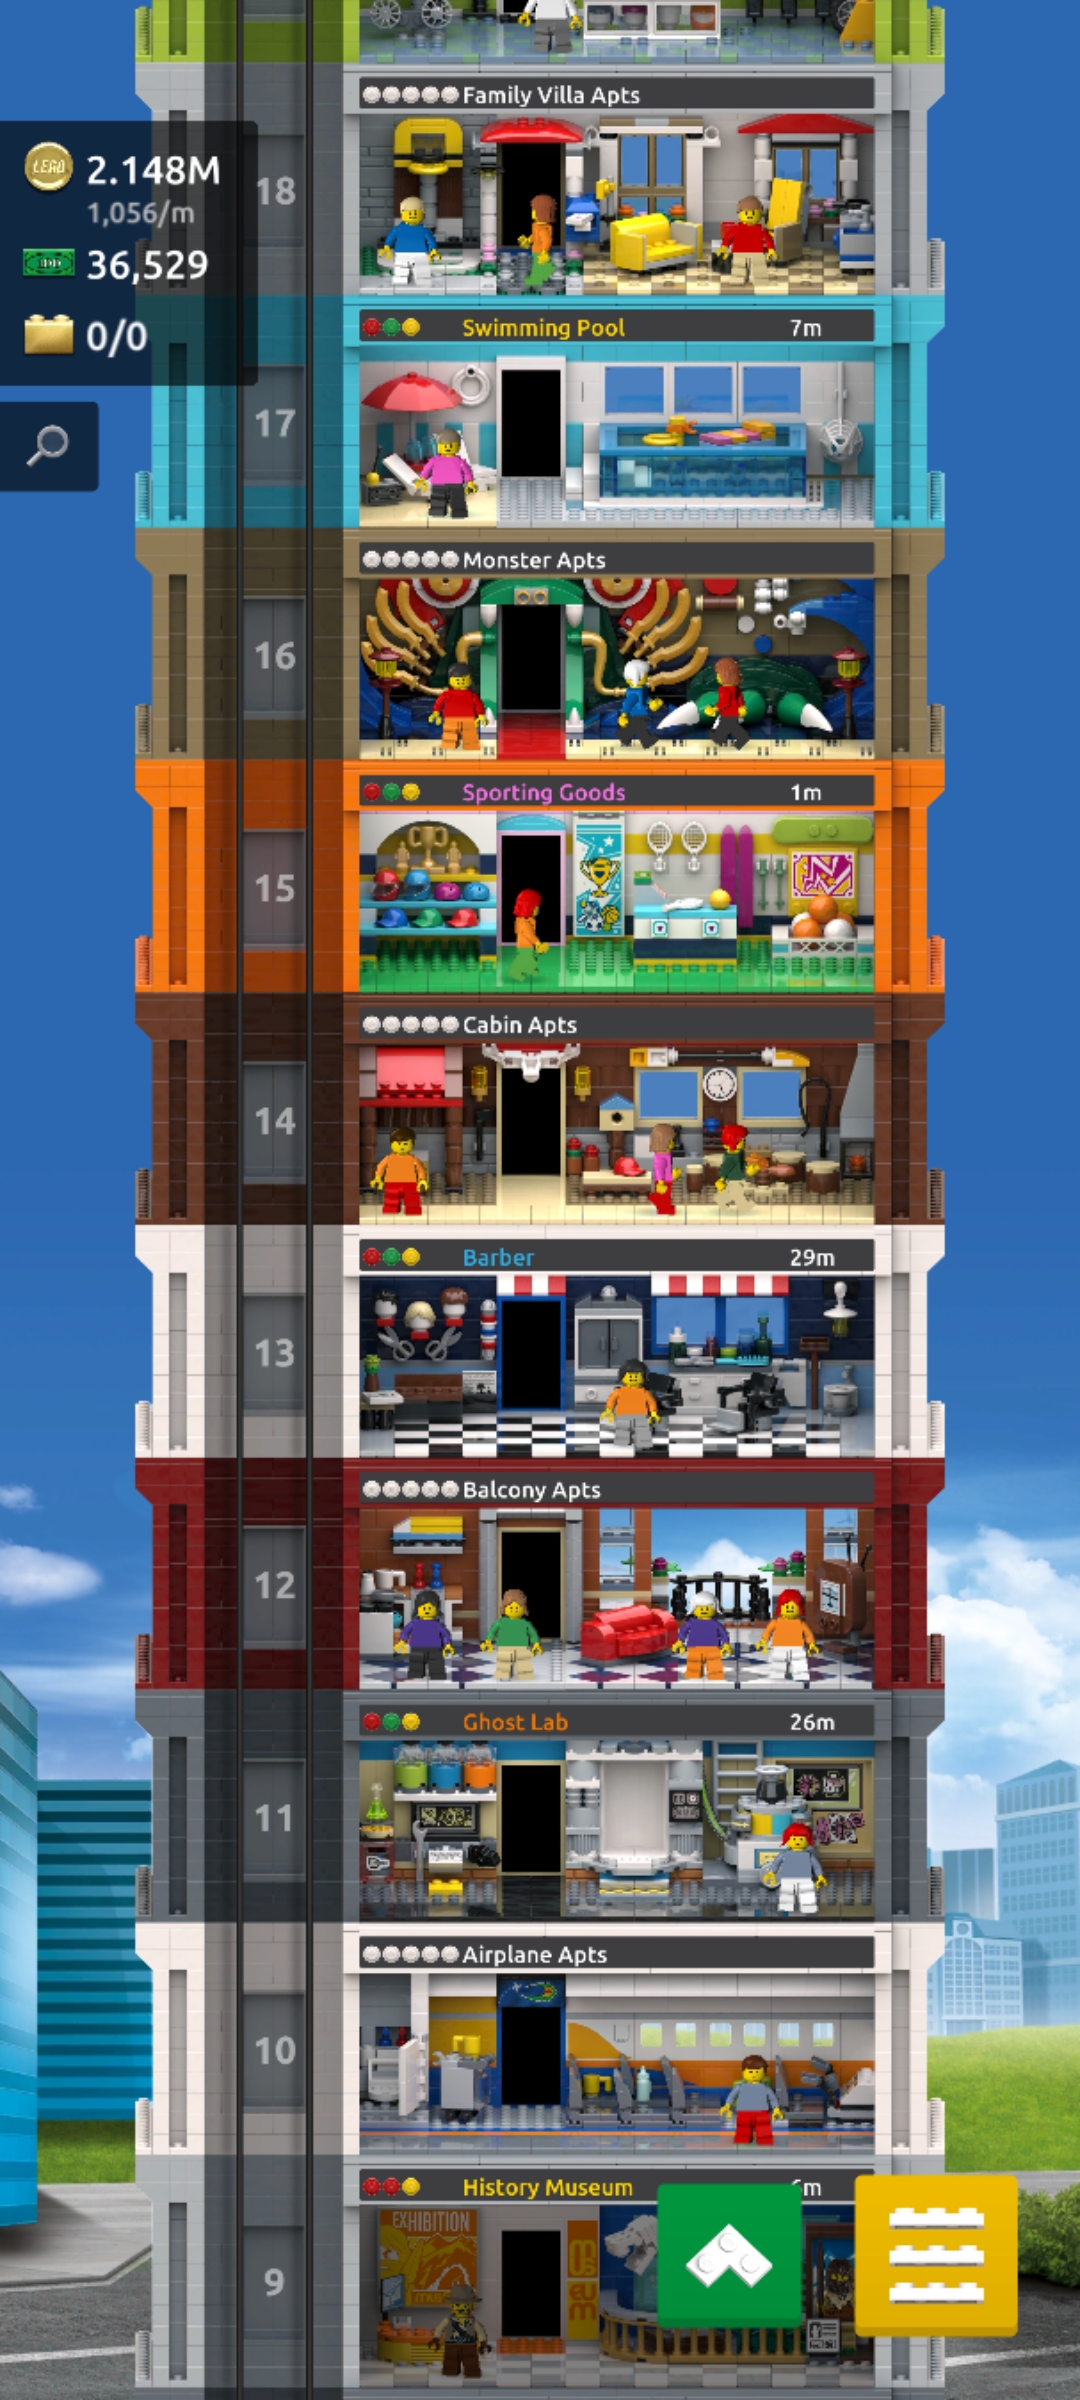 Family Villa Apts
LEGO
2.148M
1,056/m
18
36,529
0/0
Swimming Pool 7m
17
Monster Apts
16
Sporting Goods 1m
15
N
Cabin Apts
14
Barber 29m
13
Balcony Apts
12
Ghost Lab 26m
11
Airplane Apts
10
History Museum
EXHIBITION
9